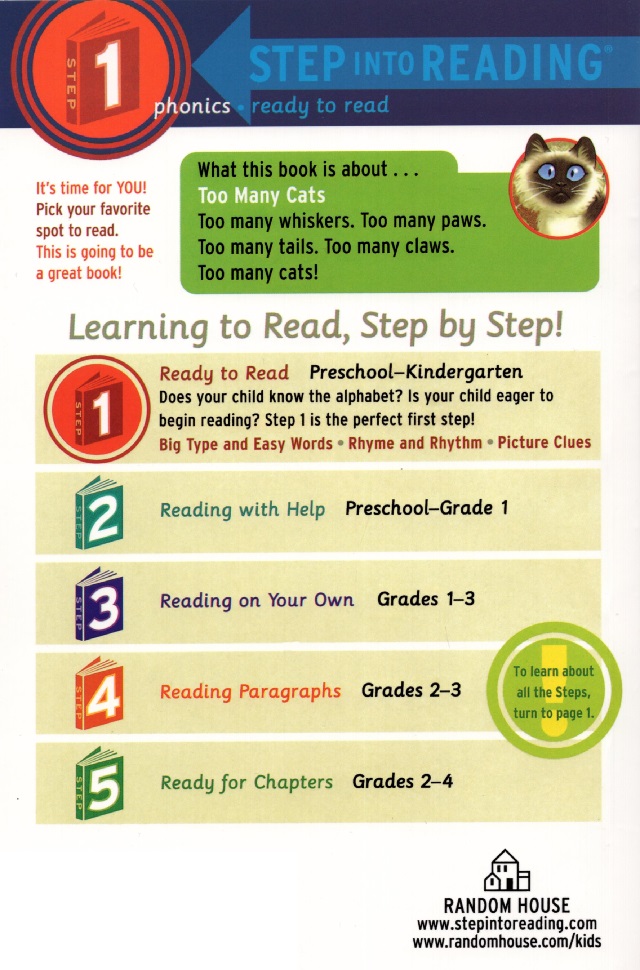 STEP 1
STEP INTO READING®
phonics • ready to read
It's time for YOU!
Pick your favorite
spot to read.
This is going to be
a great book!
What this book is about . . .
Too Many Cats
Too many whiskers. Too many paws.
Too many tails. Too many claws.
Too many cats!
Learning to Read, Step by Step!
STEP 1
Ready to Read Preschool–Kindergarten
Does your child know the alphabet? Is your child eager to
begin reading? Step 1 is the perfect first step!
Big Type and Easy Words • Rhyme and Rhythm • Picture Clues
STEP 2
Reading with Help Preschool–Grade 1
STEP 3
Reading on Your Own Grades 1–3
STEP 4
Reading Paragraphs Grades 2–3
!
To learn about
all the Steps,
turn to page 1.
STEP 5
Ready for Chapters Grades 2–4
RANDOM HOUSE
www.stepintoreading.com
www.randomhouse.com/kids